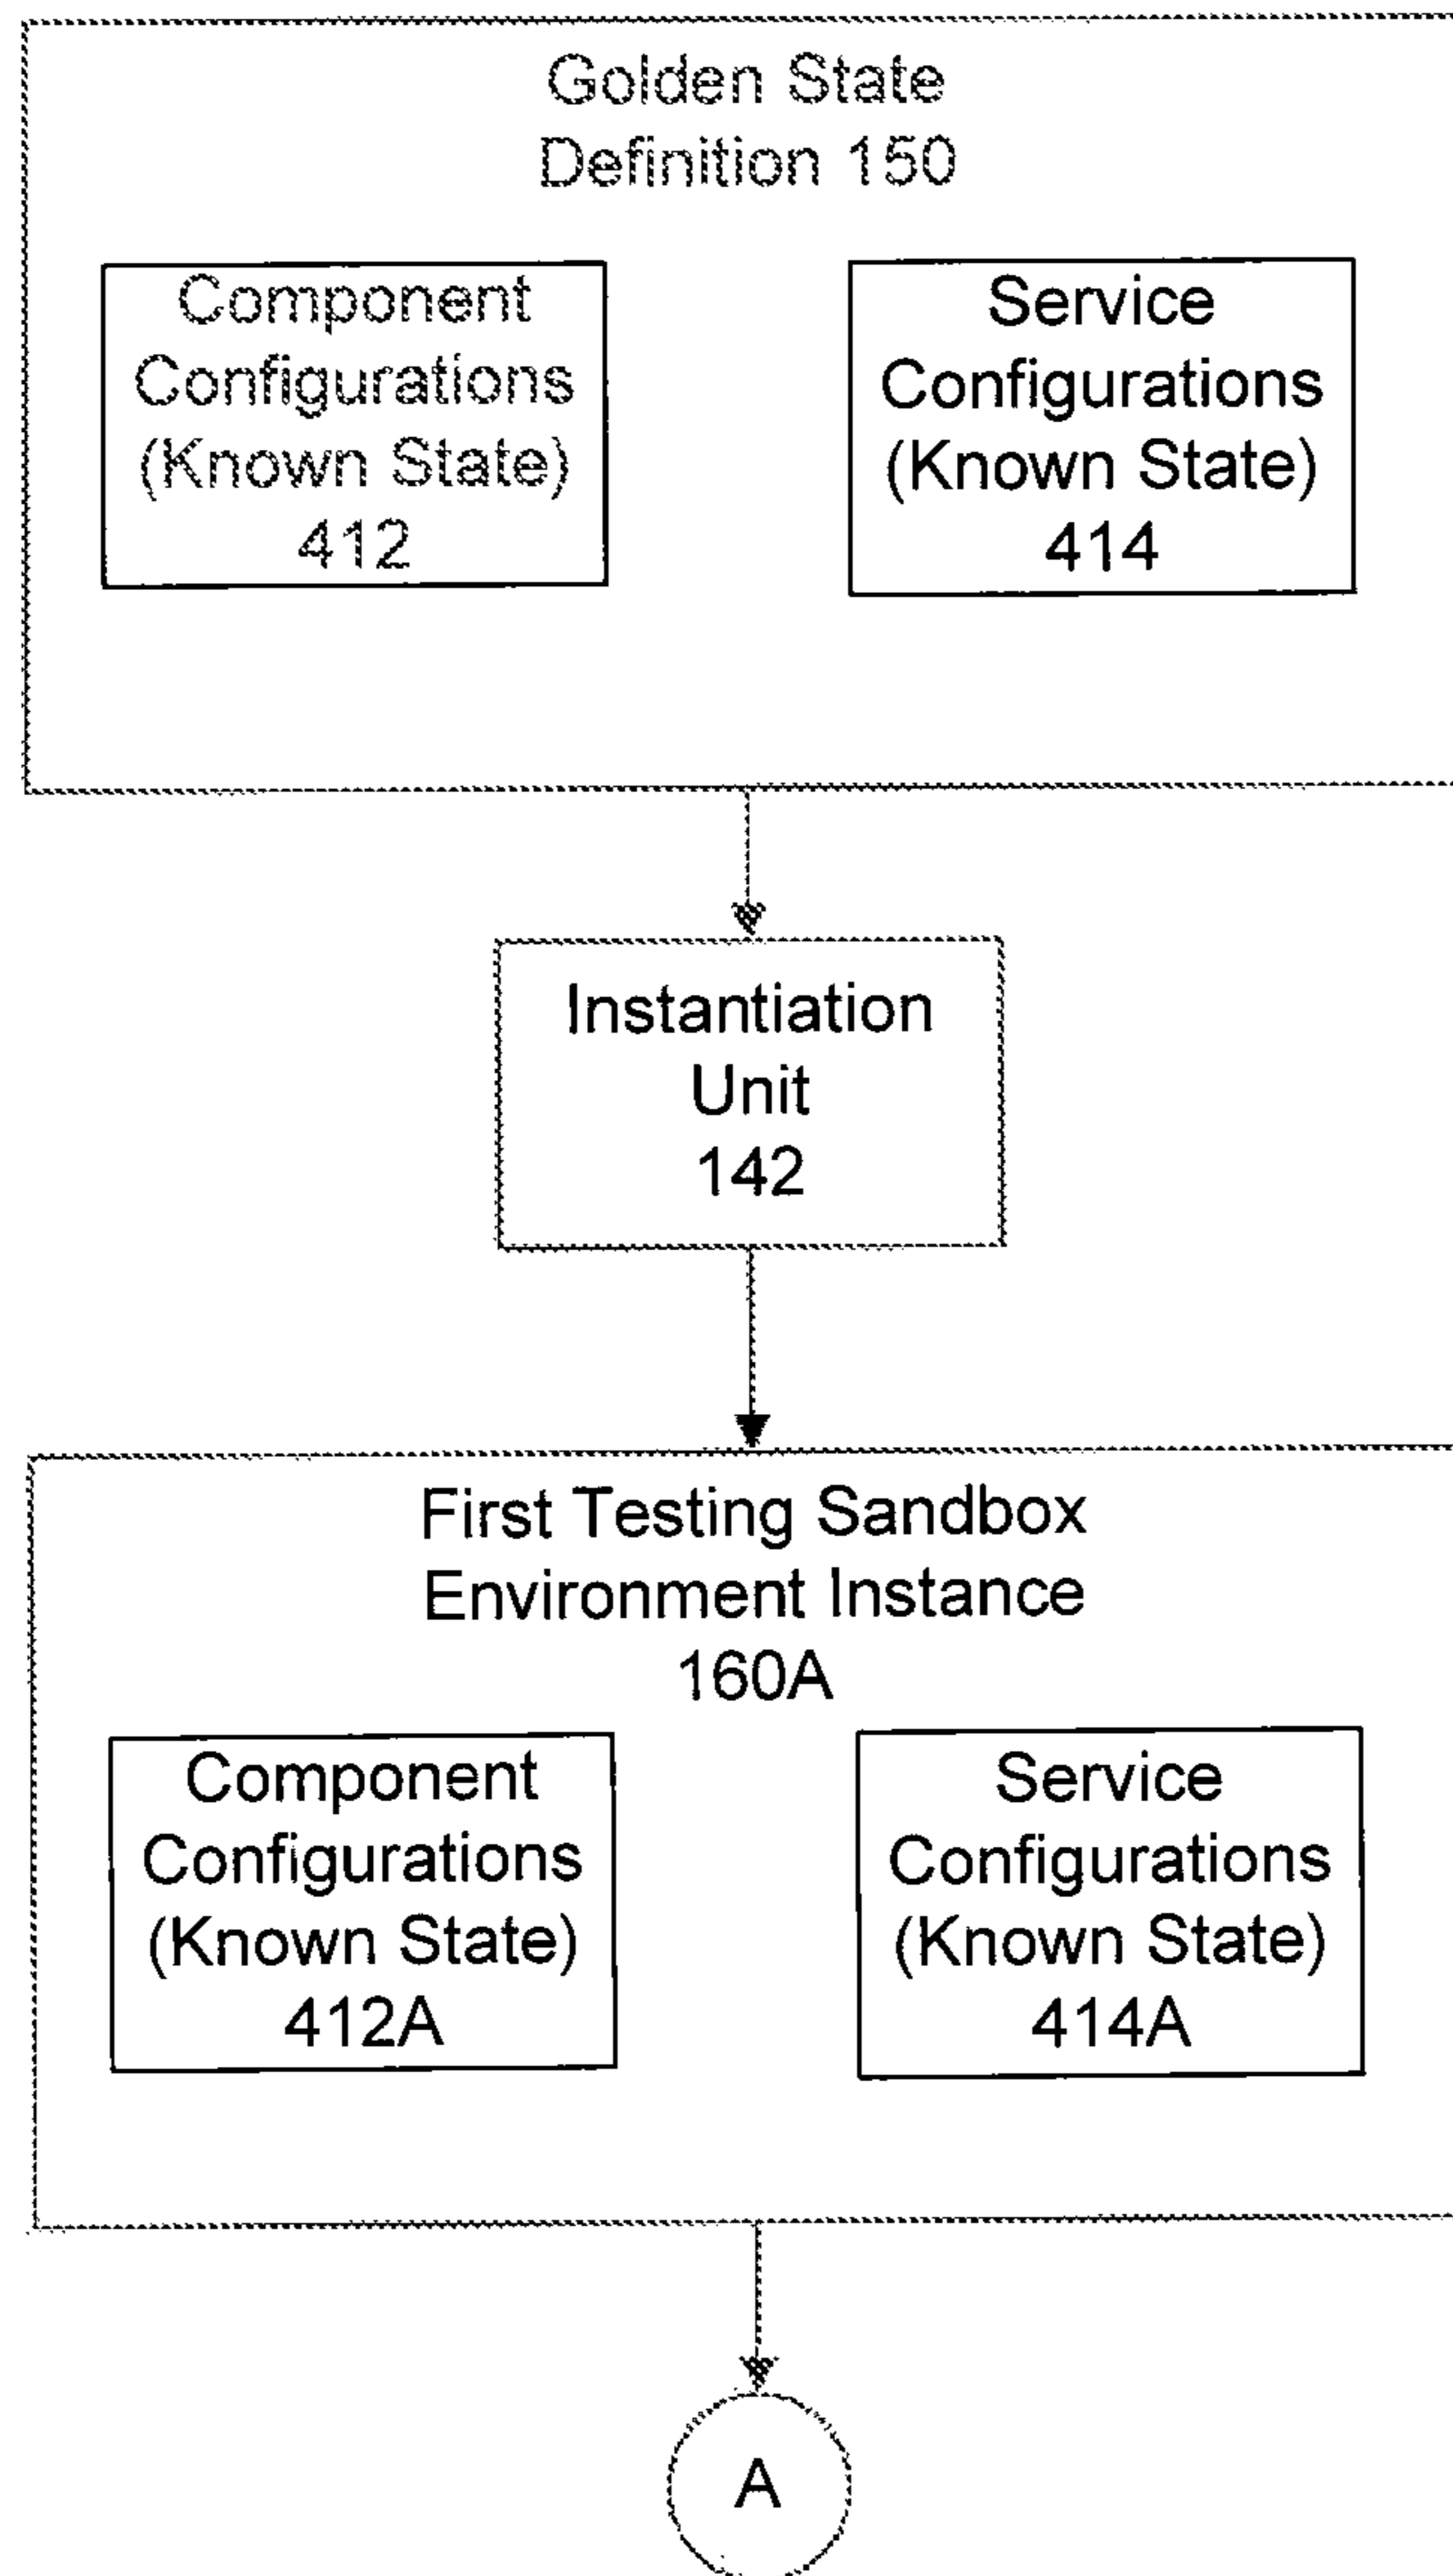 Golden State
Definition 150
Component
Configurations
(Known State)
412
Service
Configurations
(Known State)
414
Instantiation
Unit
142
First Testing Sandbox
Environment Instance
160A
Component
Configurations
(Known State)
412A
Service
Configurations
(Known State)
414A
A